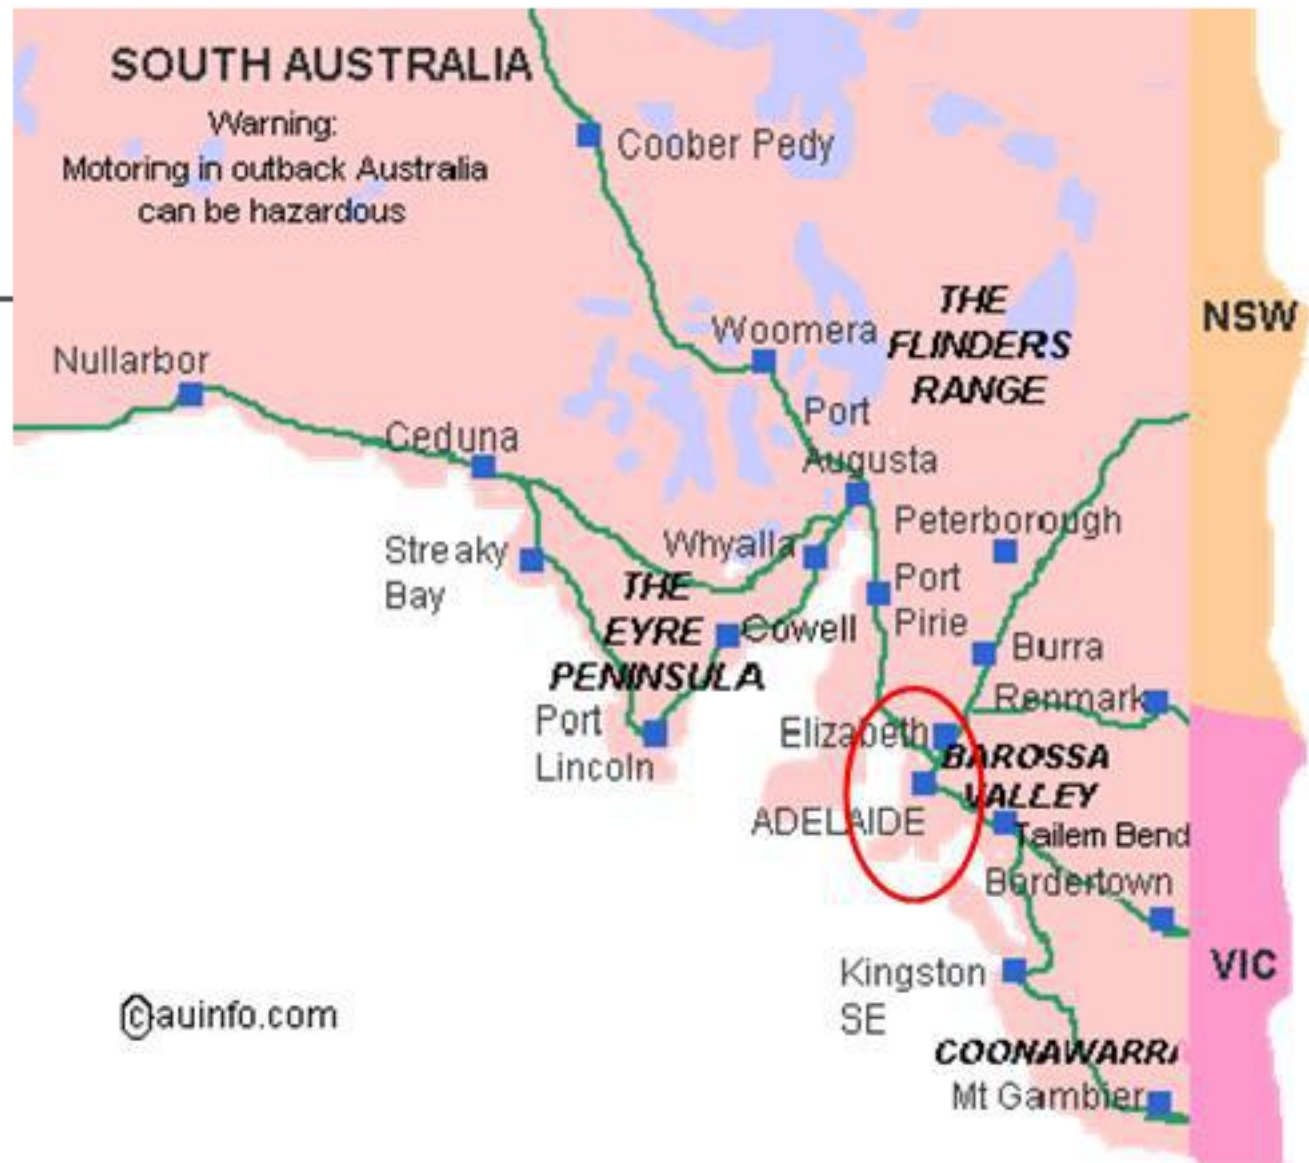 SOUTH AUSTRALIA
Warning:
Motoring in outback Australia
can be hazardous
Coober Pedy
THE
FLINDERS
RANGE
NSW
Woomera
Nullarbor
Port
Augusta
Ceduna
Peterborough
Streaky
Bay
Whyalla
THE
EYRE
PENINSULA
Port
Pirie
Cowell
Burra
Renmark
Port
Lincoln
Elizabeth
BAROSSA
VALLEY
ADELAIDE
Tailem Bend
Bordertown
VIC
Kingston
SE
©auinfo.com
COONAWARR
Mt Gambier